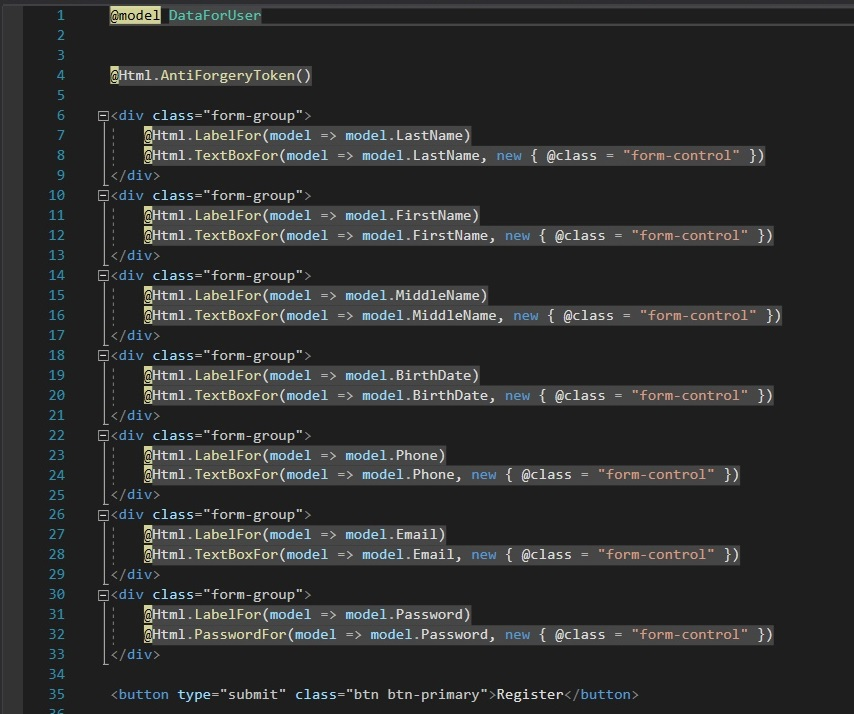 1 @model DataForUser
2
3
4 @Html.AntiForgeryToken()
5
6 <div class="form-group">
7 @Html.LabelFor(model => model.LastName)
8 @Html.TextBoxFor(model => model.LastName, new { @class = "form-control" })
9 </div>
10 <div class="form-group">
11 @Html.LabelFor(model => model.FirstName)
12 @Html.TextBoxFor(model => model.FirstName, new { @class = "form-control" })
13 </div>
14 <div class="form-group">
15 @Html.LabelFor(model => model.MiddleName)
16 @Html.TextBoxFor(model => model.MiddleName, new { @class = "form-control" })
17 </div>
18 <div class="form-group">
19 @Html.LabelFor(model => model.BirthDate)
20 @Html.TextBoxFor(model => model.BirthDate, new { @class = "form-control" })
21 </div>
22 <div class="form-group">
23 @Html.LabelFor(model => model.Phone)
24 @Html.TextBoxFor(model => model.Phone, new { @class = "form-control" })
25 </div>
26 <div class="form-group">
27 @Html.LabelFor(model => model.Email)
28 @Html.TextBoxFor(model => model.Email, new { @class = "form-control" })
29 </div>
30 <div class="form-group">
31 @Html.LabelFor(model => model.Password)
32 @Html.PasswordFor(model => model.Password, new { @class = "form-control" })
33 </div>
34
35 <button type="submit" class="btn btn-primary">Register</button>
36